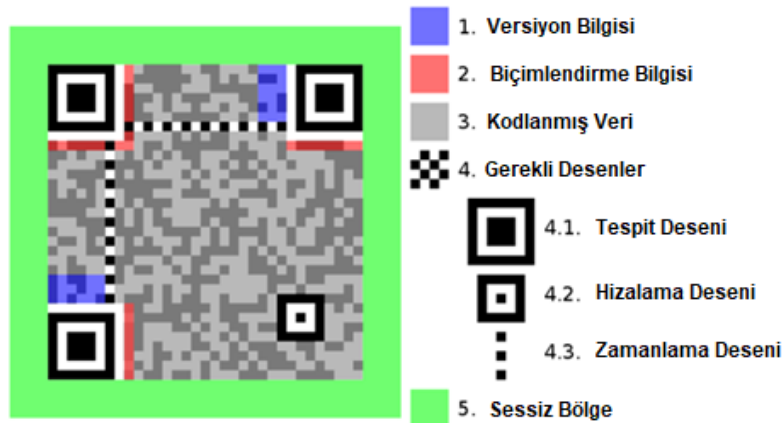 1. Versiyon Bilgisi
2. Biçimlendirme Bilgisi
3. Kodlanmış Veri
4. Gerekli Desenler
4.1. Tespit Deseni
4.2. Hizalama Deseni
4.3. Zamanlama Deseni
5. Sessiz Bölge